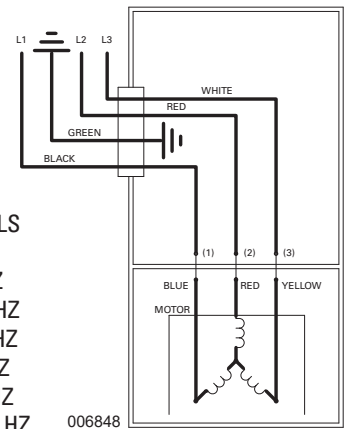 L1 L2 L3
WHITE
RED
GREEN
BLACK
LS
(1) (2) (3)
Z
BLUE RED YELLOW
HZ
MOTOR
HZ
Z
Z
HZ
006848